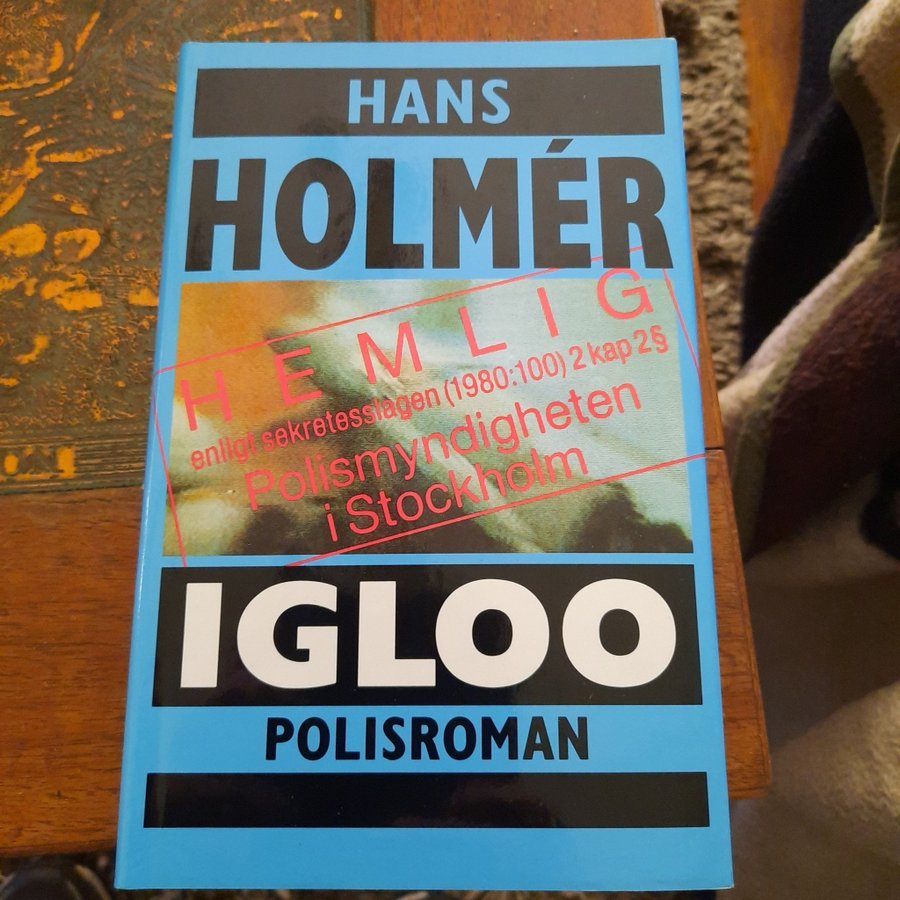 HANS
HOLMÉR
HEMLIG
enligt sekretesslagen (1980:100) 2 kap 2§
Polismyndigheten
i Stockholm
IGLOO
POLISROMAN